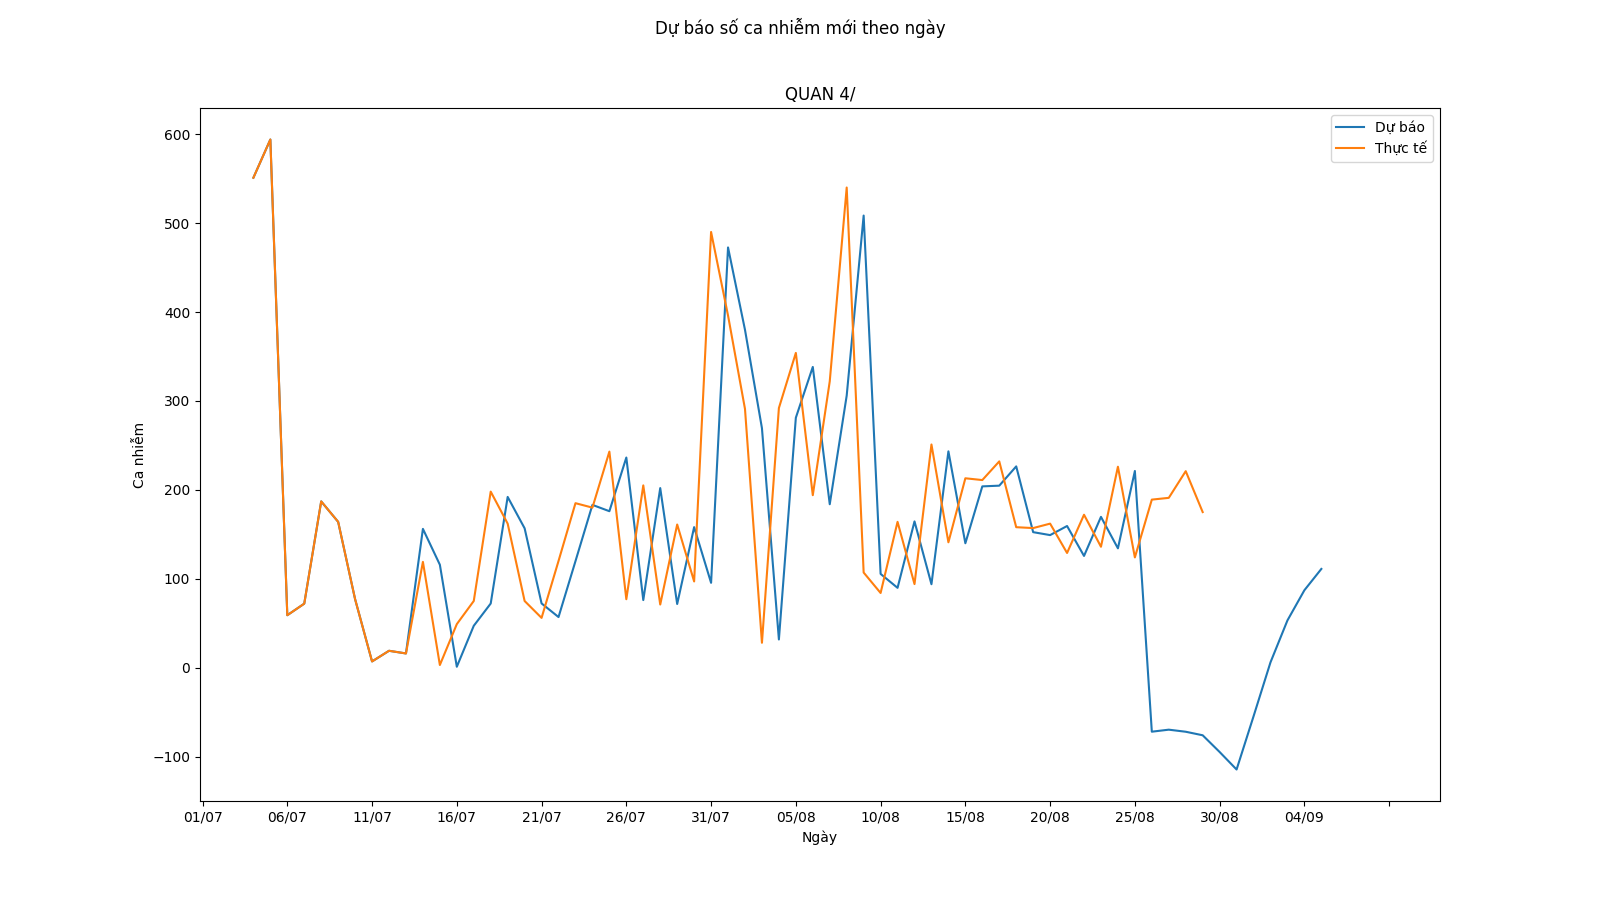 Dự báo số ca nhiễm mới theo ngày
QUAN 4/
Dự báo
Thực tế
600
500
400
300
200
100
0
−100
Ca nhiễm
01/07 06/07 11/07 16/07 21/07 26/07 31/07 05/08 10/08 15/08 20/08 25/08 30/08 04/09
Ngày